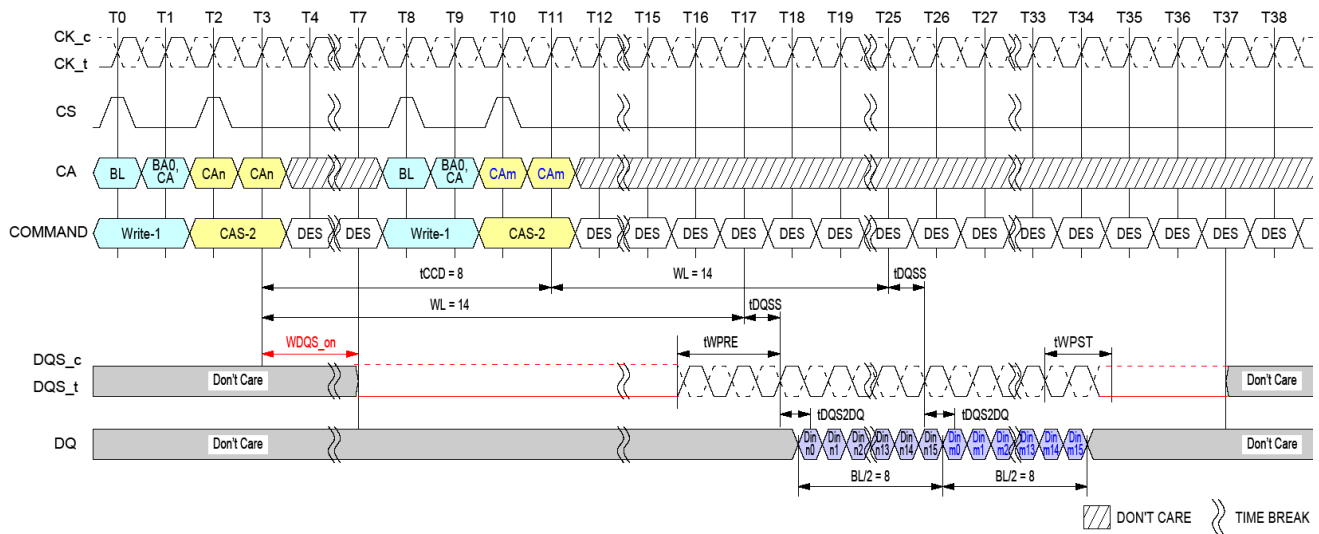 T0 T1 T2 T3 T4 T7 T8 T9 T10 T11 T12 T15 T16 T17 T18 T19 T25 T26 T27 T33 T34 T35 T36 T37 T38
CK_c
CK_t
CS
CA
BL
BA0,
CA
CAn
CAn
BL
BA0,
CA
CAm
CAm
COMMAND Write-1 CAS-2 DES DES Write-1 CAS-2 DES DES DES DES DES DES DES DES DES DES DES DES DES DES DES
tCCD = 8 WL = 14 tDQSS
WL = 14 tDQSS
WDQS_on tWPRE tWPST
DQS_c
DQS_t
Don't Care
Don't Care
tDQS2DQ tDQS2DQ
DQ
Don't Care
Din
n0
Din
n1
Din
n2
Din
n13
Din
n14
Din
n15
Din
m0
Din
m1
Din
m2
Din
m13
Din
m14
Din
m15
Don't Care
BL/2 = 8 BL/2 = 8
DON'T CARE TIME BREAK